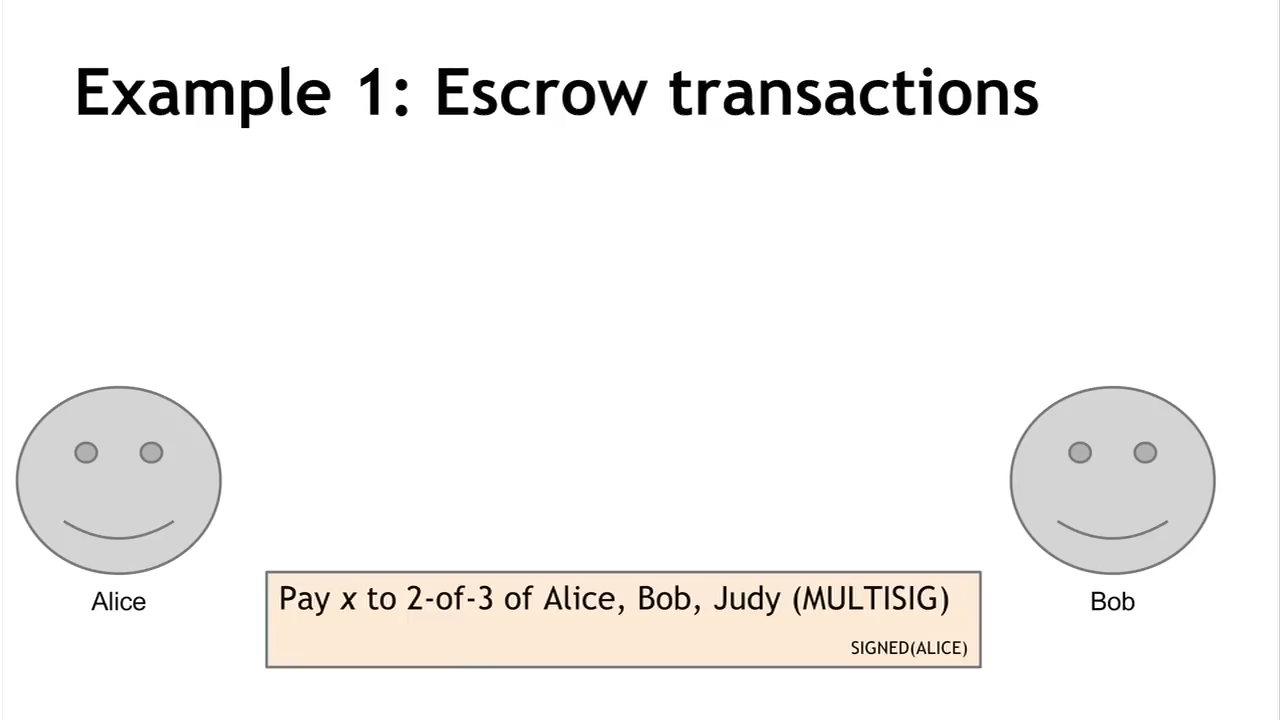 Example 1: Escrow transactions
Alice
Bob
Pay x to 2-of-3 of Alice, Bob, Judy (MULTISIG)
SIGNED(ALICE)